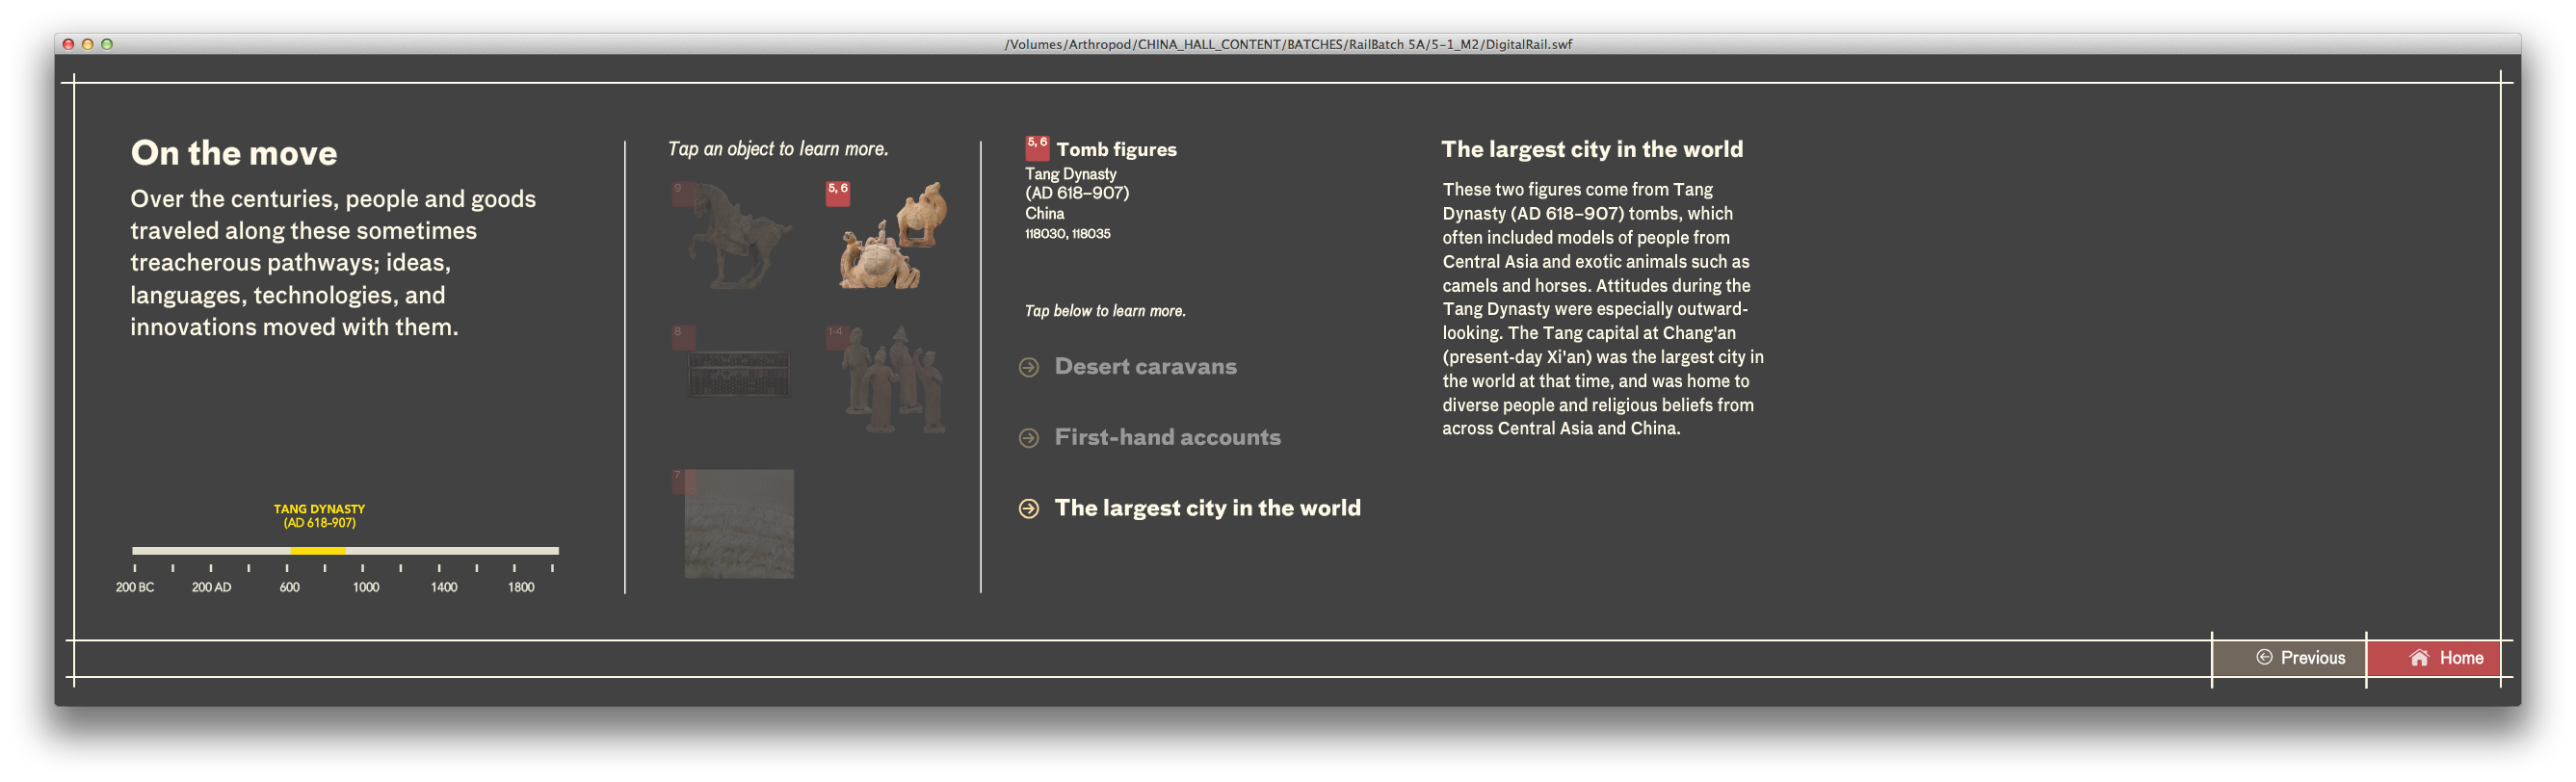 /Volumes/Arthropod/CHINA_HALL_CONTENT/BATCHES/RailBatch 5A/5-1_M2/DigitalRail.swf
On the move
Over the centuries, people and goods
traveled along these sometimes
treacherous pathways; ideas,
languages, technologies, and
innovations moved with them.
TANG DYNASTY
(AD 618-907)
200 BC
200 AD
600
1000
1400
1800
Tap an object to learn more.
9
5, 6
8
1-4
7
5, 6
Tomb figures
Tang Dynasty
(AD 618–907)
China
118030, 118035
Tap below to learn more.
Desert caravans
First-hand accounts
The largest city in the world
The largest city in the world
These two figures come from Tang
Dynasty (AD 618–907) tombs, which
often included models of people from
Central Asia and exotic animals such as
camels and horses. Attitudes during the
Tang Dynasty were especially outward-
looking. The Tang capital at Chang'an
(present-day Xi'an) was the largest city in
the world at that time, and was home to
diverse people and religious beliefs from
across Central Asia and China.
Previous
Home